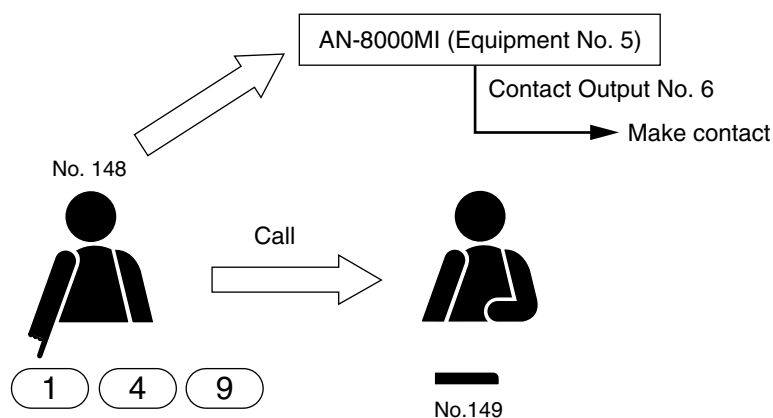 AN-8000MI (Equipment No. 5)
Contact Output No. 6
Make contact
No. 148
Call
1 4 9
No.149